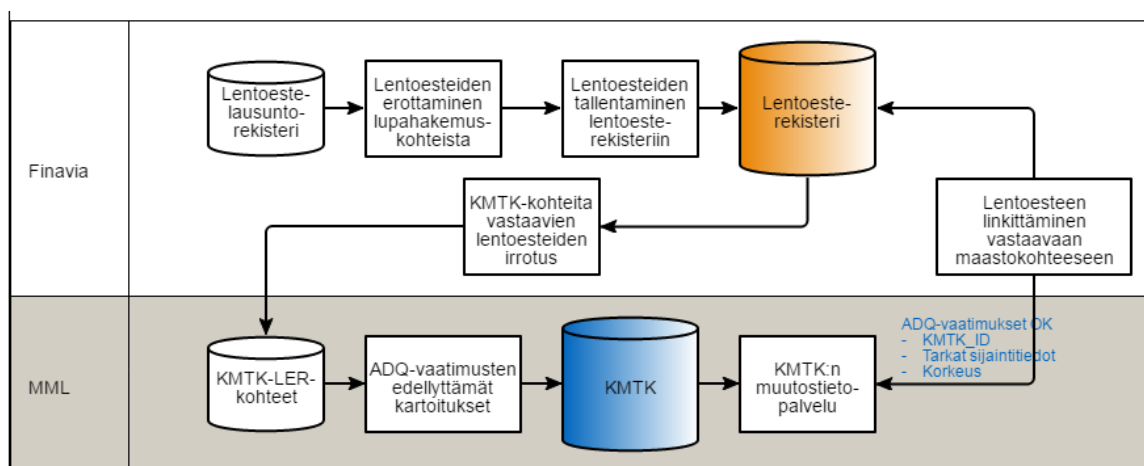 Finavia
Lentoeste-
lausunto-
rekisteri
Lentoesteiden
erottaminen
lupahakemus-
kohteista
Lentoesteiden
tallentaminen
lentoeste-
rekisteriin
Lentoeste-
rekisteri
KMTK-kohteita
vastaavien
lentoesteiden
irrotus
Lentoesteen
linkittäminen
vastaavaan
maastokohteeseen
MML
KMTK-LER-
kohteet
ADQ-vaatimusten
edellyttämät
kartoitukset
KMTK
KMTK:n
muutostieto-
palvelu
ADQ-vaatimukset OK
- KMTK_ID
- Tarkat sijaintitiedot
- Korkeus